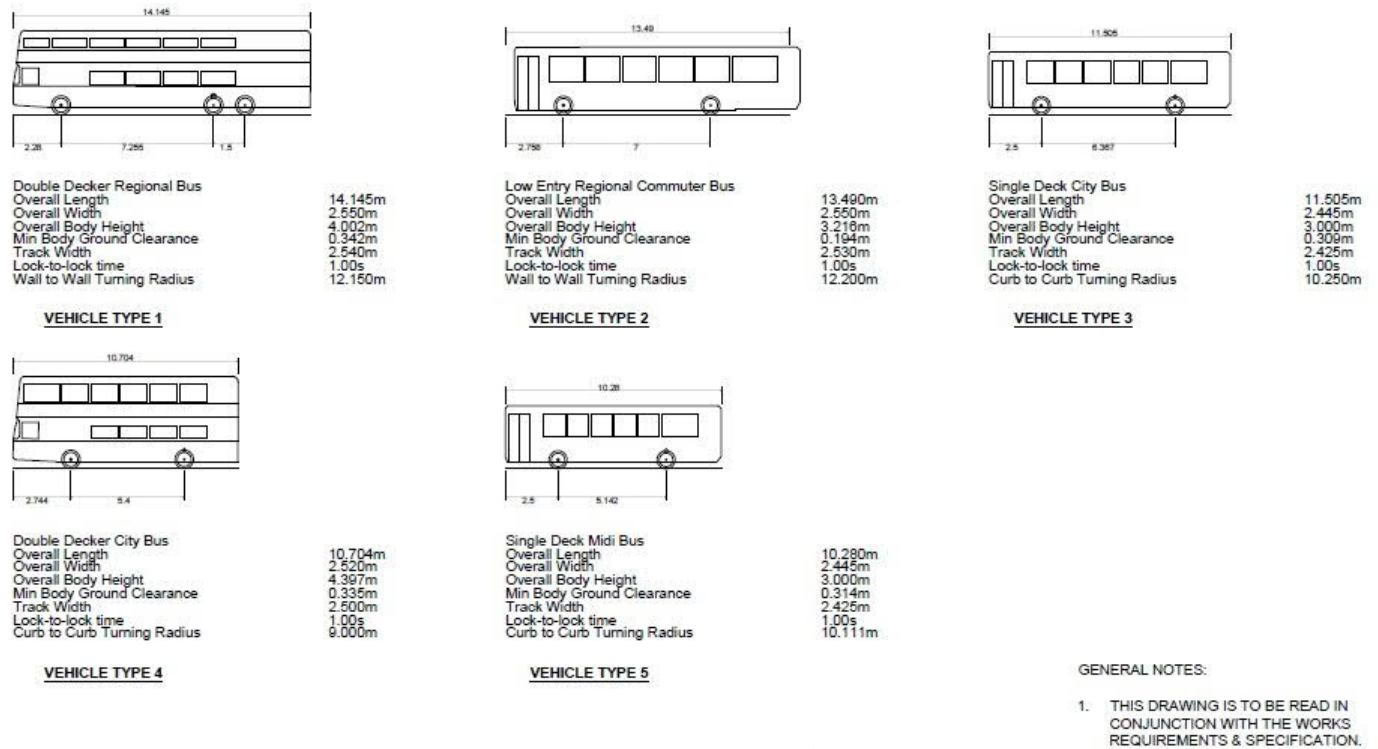 14.145
2.28 7.255 1.5
Double Decker Regional Bus
Overall Length 14.145m
Overall Width 2.550m
Overall Body Height 4.002m
Min Body Ground Clearance 0.342m
Track Width 2.540m
Lock-to-lock time 1.00s
Wall to Wall Turning Radius 12.150m
VEHICLE TYPE 1
13.49
2.758 7
Low Entry Regional Commuter Bus
Overall Length 13.490m
Overall Width 2.550m
Overall Body Height 3.216m
Min Body Ground Clearance 0.194m
Track Width 2.530m
Lock-to-lock time 1.00s
Wall to Wall Turning Radius 12.200m
VEHICLE TYPE 2
11.505
2.5 6.367
Single Deck City Bus
Overall Length 11.505m
Overall Width 2.445m
Overall Body Height 3.000m
Min Body Ground Clearance 0.309m
Track Width 2.425m
Lock-to-lock time 1.00s
Curb to Curb Turning Radius 10.250m
VEHICLE TYPE 3
10.704
2.744 5.4
Double Decker City Bus
Overall Length 10.704m
Overall Width 2.520m
Overall Body Height 4.397m
Min Body Ground Clearance 0.335m
Track Width 2.500m
Lock-to-lock time 1.00s
Curb to Curb Turning Radius 9.000m
VEHICLE TYPE 4
10.28
2.5 5.142
Single Deck Midi Bus
Overall Length 10.280m
Overall Width 2.445m
Overall Body Height 3.000m
Min Body Ground Clearance 0.314m
Track Width 2.425m
Lock-to-lock time 1.00s
Curb to Curb Turning Radius 10.111m
VEHICLE TYPE 5
GENERAL NOTES:
1. THIS DRAWING IS TO BE READ IN
CONJUNCTION WITH THE WORKS
REQUIREMENTS & SPECIFICATION.